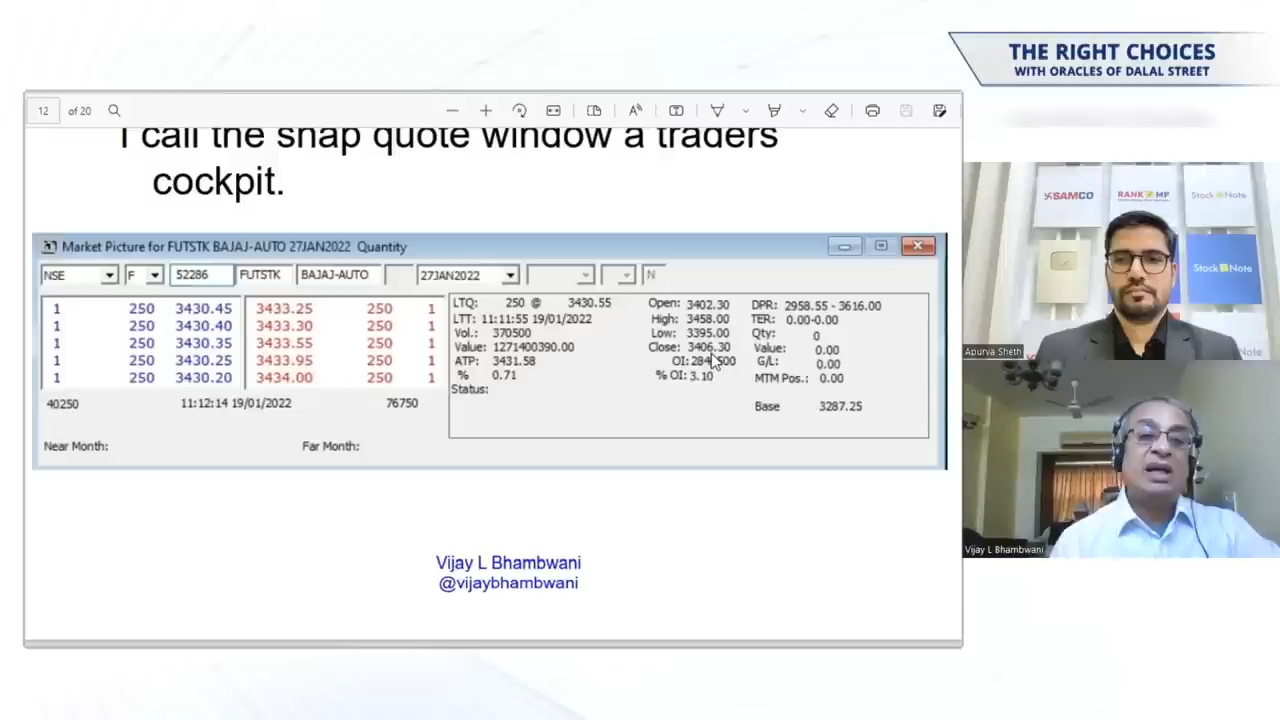 THE RIGHT CHOICES
WITH ORACLES OF DALAL STREET
12 of 20
I call the snap quote window a traders
cockpit.
Market Picture for FUTSTK BAJAJ-AUTO 27JAN2022 Quantity
NSE F 52286 FUTSTK BAJAJ-AUTO 27JAN2022 N
1 250 3430.45 3433.25 250 1
1 250 3430.40 3433.30 250 1
1 250 3430.35 3433.55 250 1
1 250 3430.25 3433.95 250 1
1 250 3430.20 3434.00 250 1
40250 11:12:14 19/01/2022 76750
Near Month: Far Month:
LTQ: 250 @ 3430.55
LTT: 11:11:55 19/01/2022
Vol.: 370500
Value: 1271400390.00
ATP: 3431.58
% 0.71
Status:
Open: 3402.30
High: 3458.00
Low: 3395.00
Close: 3406.30
OI:
% OI: 3.10
DPR: 2958.55 - 3616.00
TER: 0.00-0.00
Qty: 0
Value: 0.00
G/L: 0.00
MTM Pos.: 0.00
Base 3287.25
Vijay L Bhambwani
@vijaybhambwani
SAMCO
RANK MF
StockNote
StockNote
Apurva Sheth
Vijay L Bhambwani